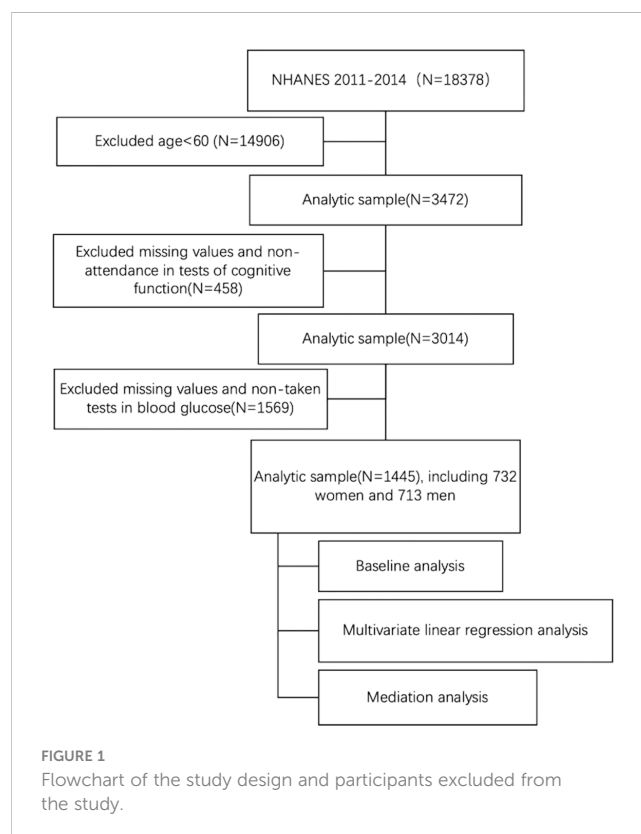 NHANES 2011-2014（N=18378)
Excluded age<60 (N=14906)
Analytic sample(N=3472)
Excluded missing values and non-
attendance in tests of cognitive
function(N=458)
Analytic sample(N=3014)
Excluded missing values and non-taken
tests in blood glucose(N=1569)
Analytic sample(N=1445), including 732
women and 713 men
Baseline analysis
Multivariate linear regression analysis
Mediation analysis
FIGURE 1
Flowchart of the study design and participants excluded from
the study.